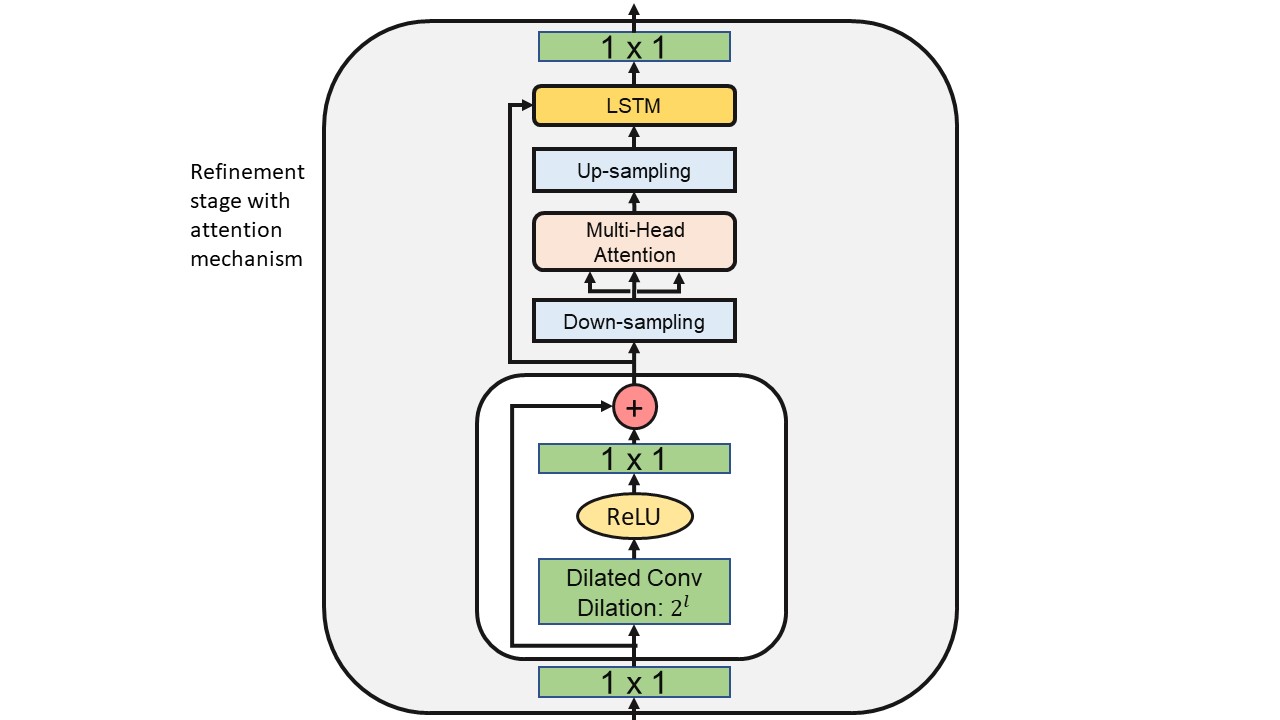 1 x 1
LSTM
Up-sampling
Refinement
stage with
attention
mechanism
Multi-Head
Attention
Down-sampling
+
1 x 1
ReLU
Dilated Conv
Dilation: 2^l
1 x 1